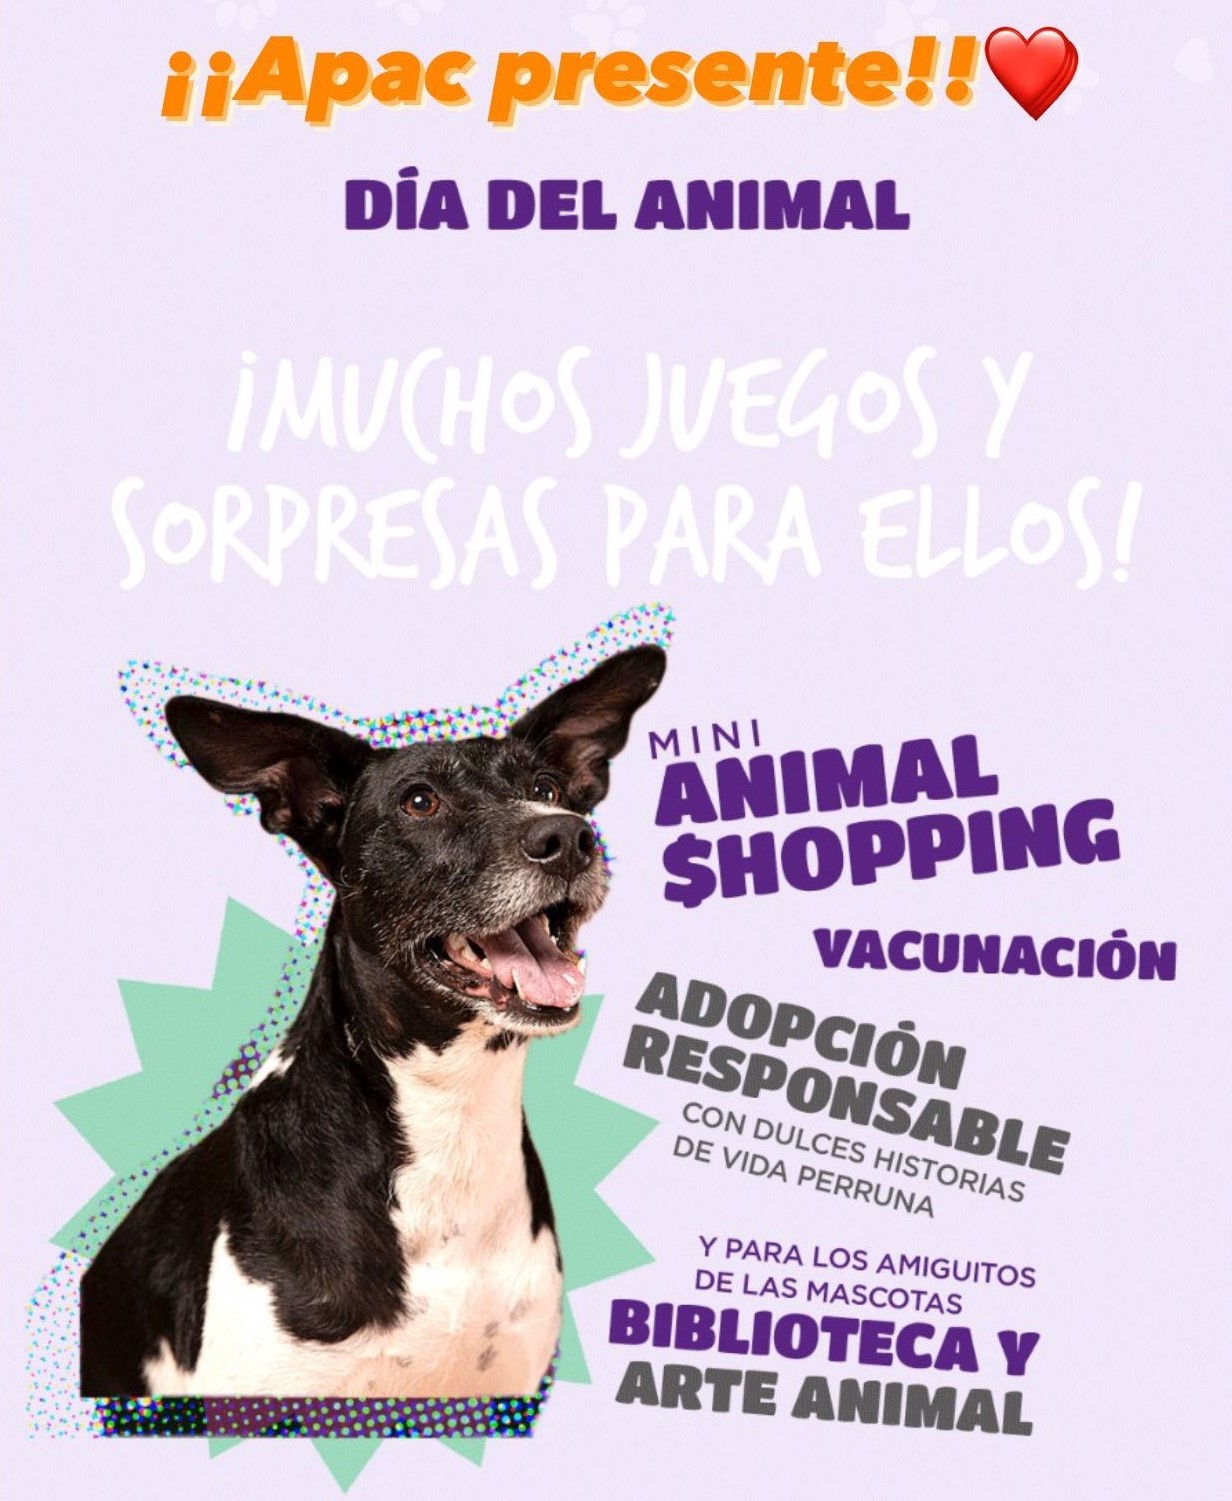 ¡¡Apac presente!!❤️
DÍA DEL ANIMAL
¡MUCHOS JUEGOS Y
SORPRESAS PARA ELLOS!
MINI
ANIMAL
$HOPPING
VACUNACIÓN
ADOPCIÓN
RESPONSABLE
CON DULCES HISTORIAS
DE VIDA PERRUNA
Y PARA LOS AMIGUITOS
DE LAS MASCOTAS
BIBLIOTECA Y
ARTE ANIMAL